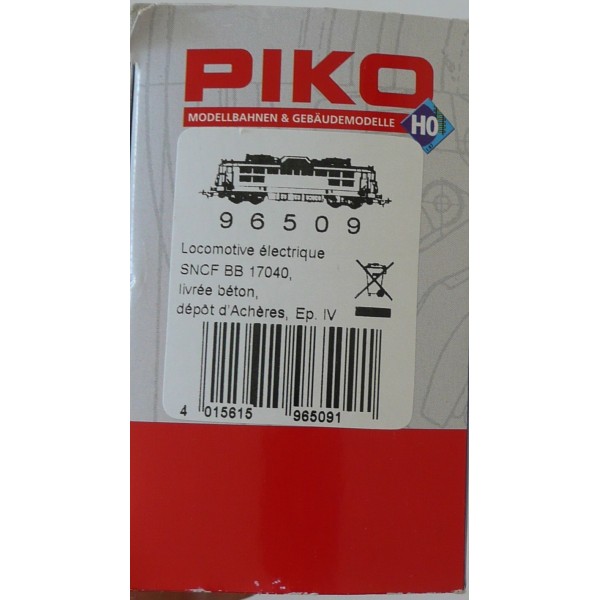 PIKO
MODELLBAHNEN & GEBÄUDEMODELLE
H0
96509
Locomotive électrique
SNCF BB 17040,
livrée béton,
dépôt d'Achères, Ep. IV
4 015615 965091